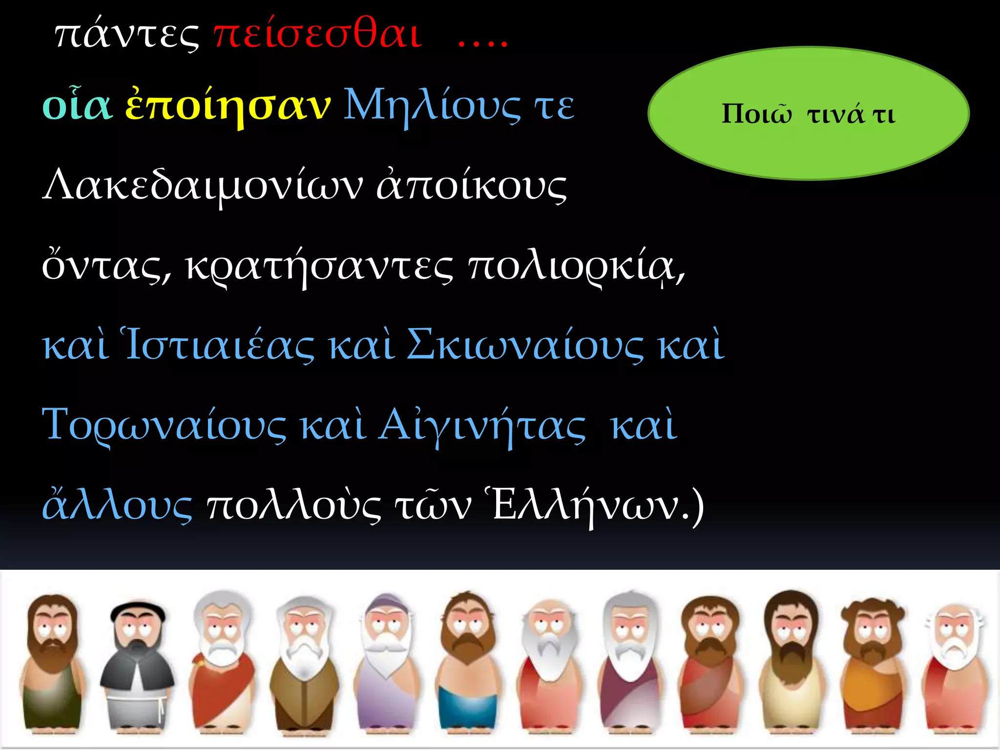 πάντες πείσεσθαι ….
οἷα ἐποίησαν Μηλίους τε
Ποιῶ τινά τι
Λακεδαιμονίων ἀποίκους
ὄντας, κρατήσαντες πολιορκίᾳ,
καὶ Ἱστιαιέας καὶ Σκιωναίους καὶ
Τορωναίους καὶ Αἰγινήτας καὶ
ἄλλους πολλοὺς τῶν Ἑλλήνων.)